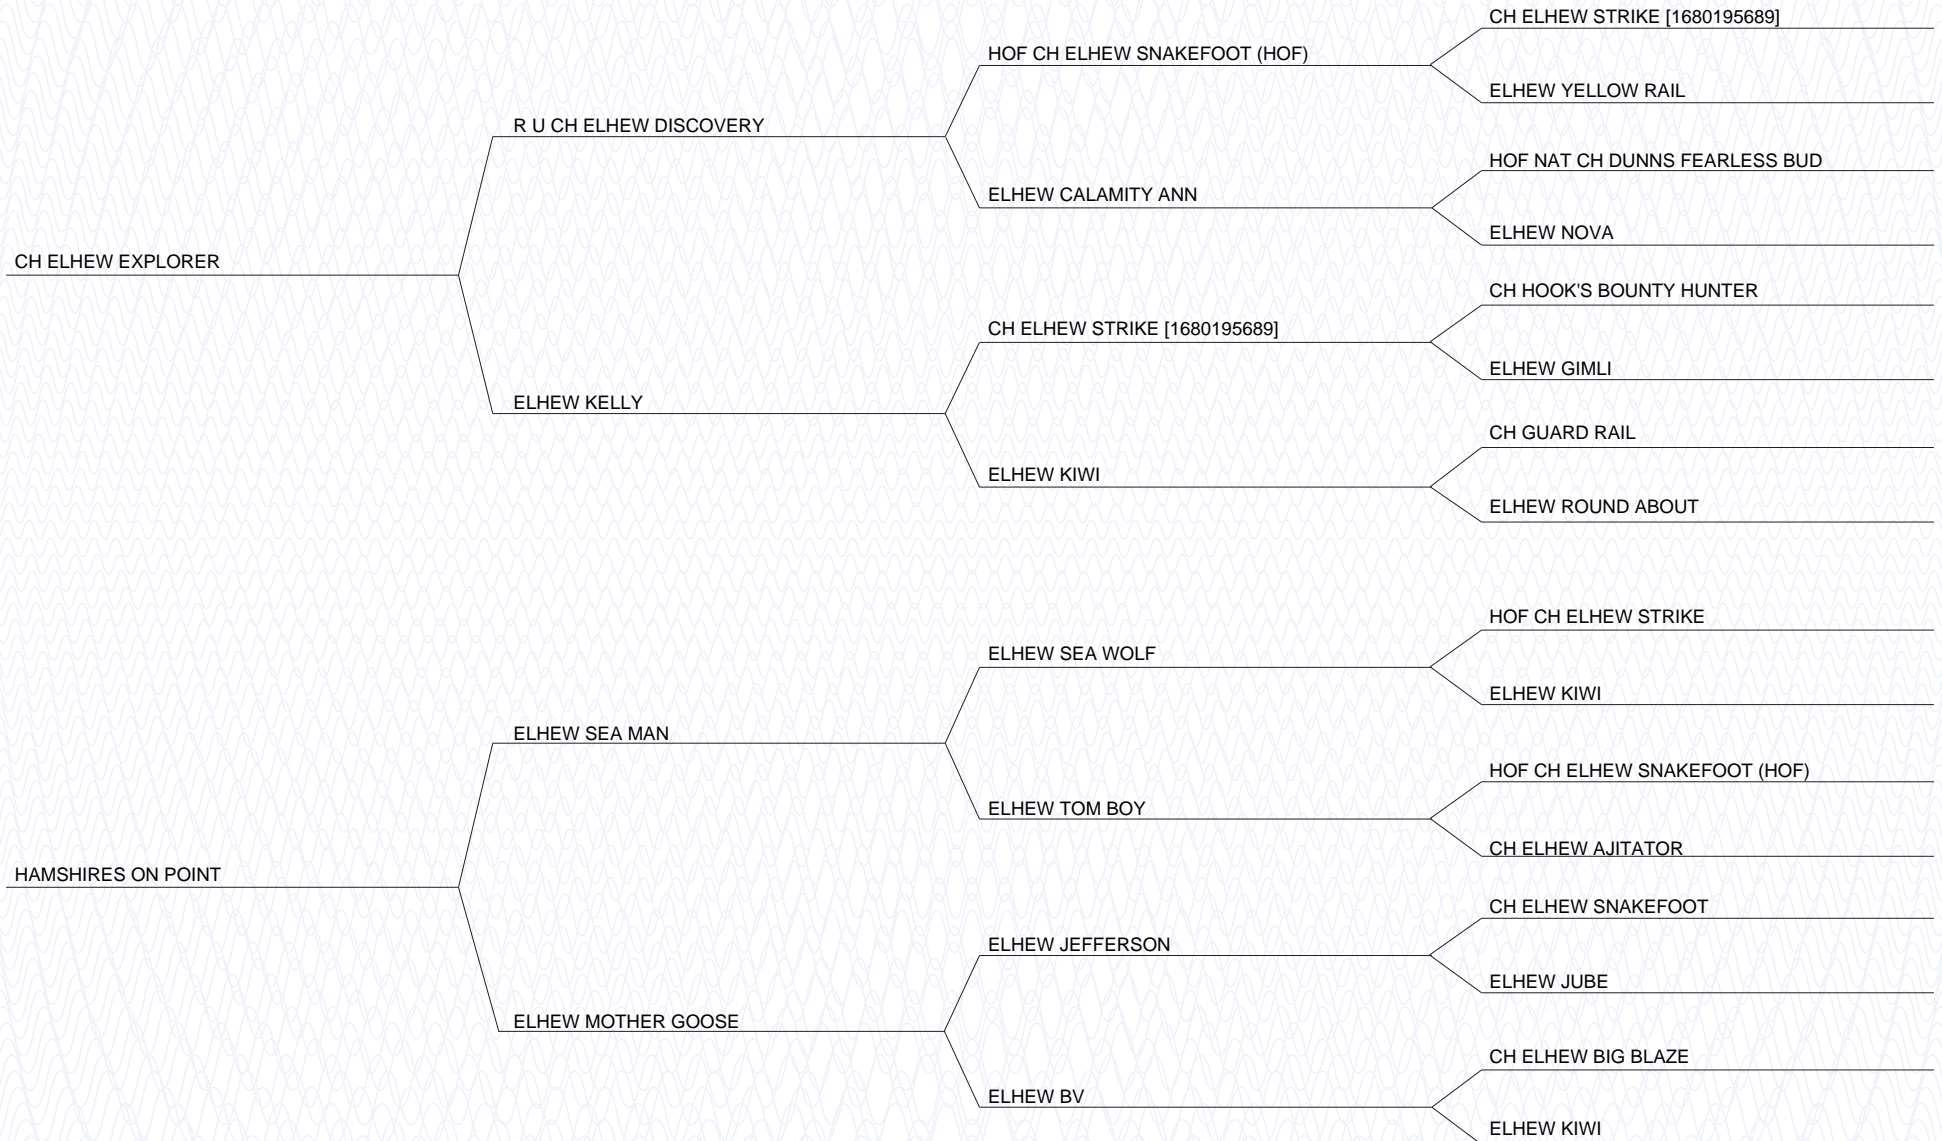 CH ELHEW STRIKE [1680195689]
HOF CH ELHEW SNAKEFOOT (HOF)
ELHEW YELLOW RAIL
R U CH ELHEW DISCOVERY
HOF NAT CH DUNNS FEARLESS BUD
ELHEW CALAMITY ANN
ELHEW NOVA
CH ELHEW EXPLORER
CH HOOK'S BOUNTY HUNTER
CH ELHEW STRIKE [1680195689]
ELHEW GIMLI
ELHEW KELLY
CH GUARD RAIL
ELHEW KIWI
ELHEW ROUND ABOUT
HOF CH ELHEW STRIKE
ELHEW SEA WOLF
ELHEW KIWI
ELHEW SEA MAN
HOF CH ELHEW SNAKEFOOT (HOF)
ELHEW TOM BOY
CH ELHEW AJITATOR
HAMSHIRES ON POINT
CH ELHEW SNAKEFOOT
ELHEW JEFFERSON
ELHEW JUBE
ELHEW MOTHER GOOSE
CH ELHEW BIG BLAZE
ELHEW BV
ELHEW KIWI